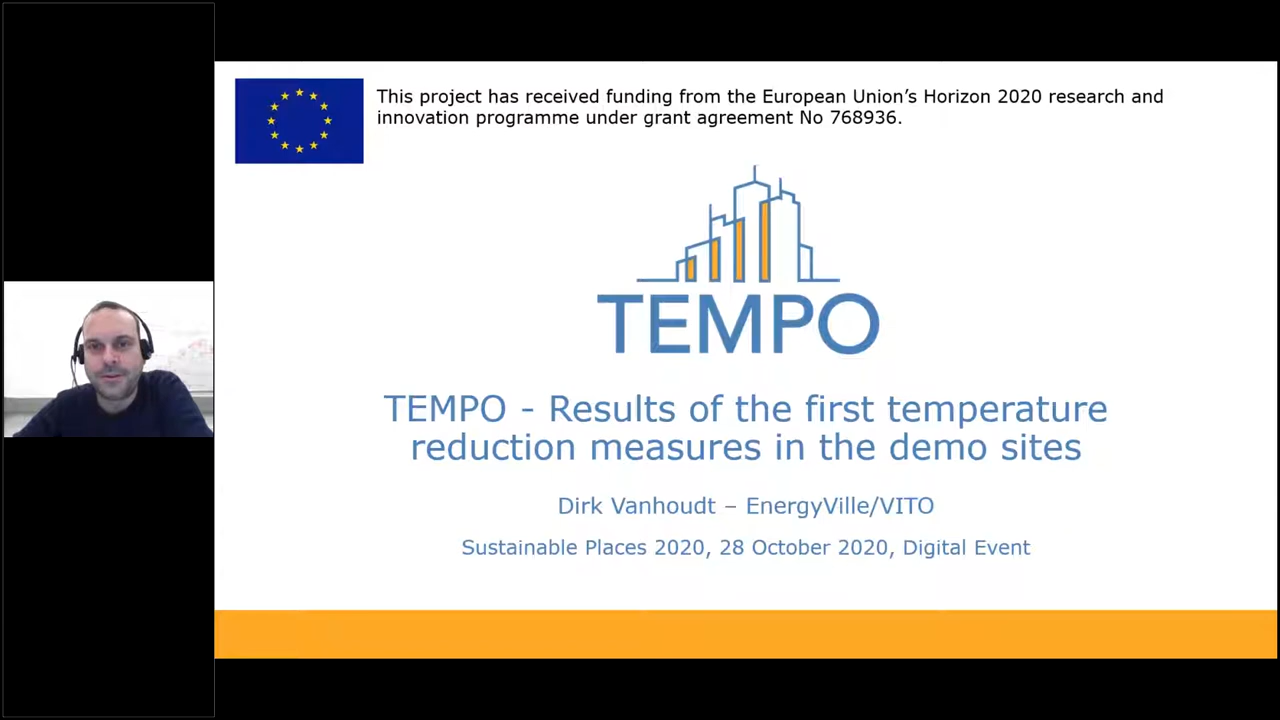 This project has received funding from the European Union’s Horizon 2020 research and
innovation programme under grant agreement No 768936.
TEMPO
TEMPO - Results of the first temperature
reduction measures in the demo sites
Dirk Vanhoudt – EnergyVille/VITO
Sustainable Places 2020, 28 October 2020, Digital Event